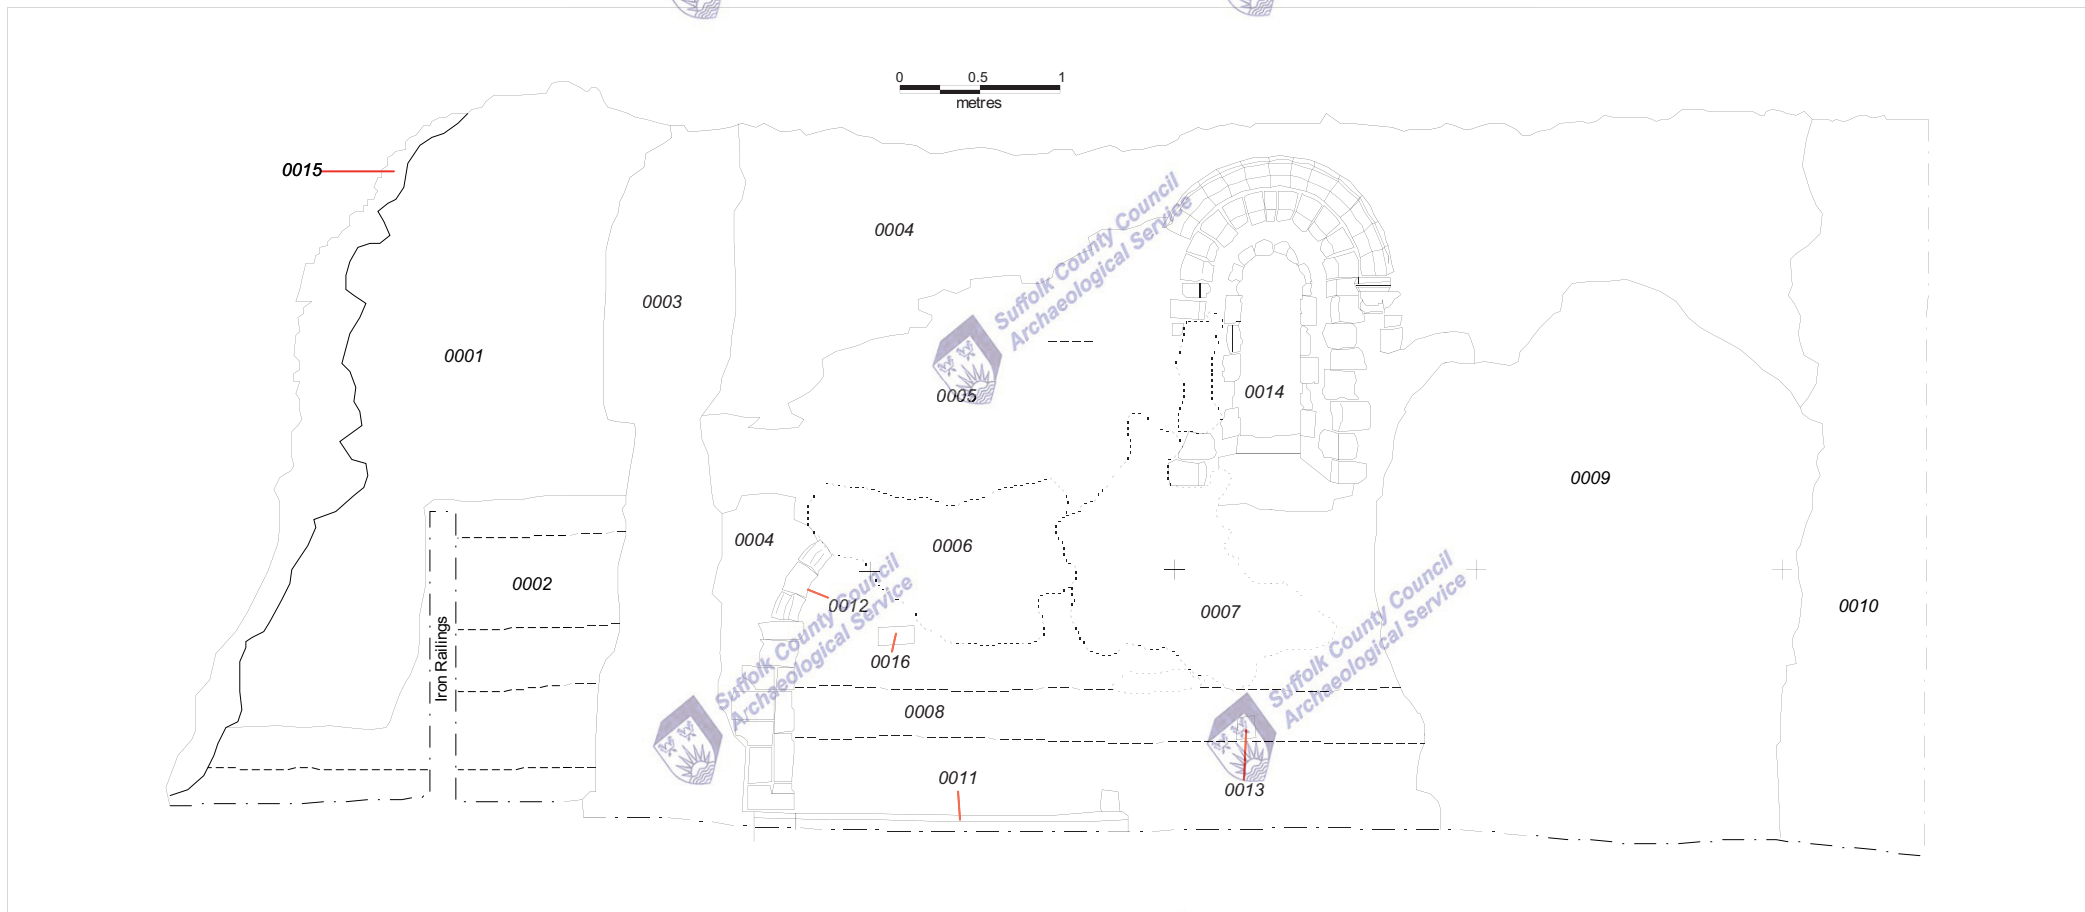 0 0.5 1
metres
0015
0004
0003
0001
0005
0014
0009
0004
0006
0002
0012
0007
0010
Iron Railings
0016
0008
0011
0013
Suffolk County Council
Archaeological Service
Suffolk County Council
Archaeological Service
Suffolk County Council
Archaeological Service